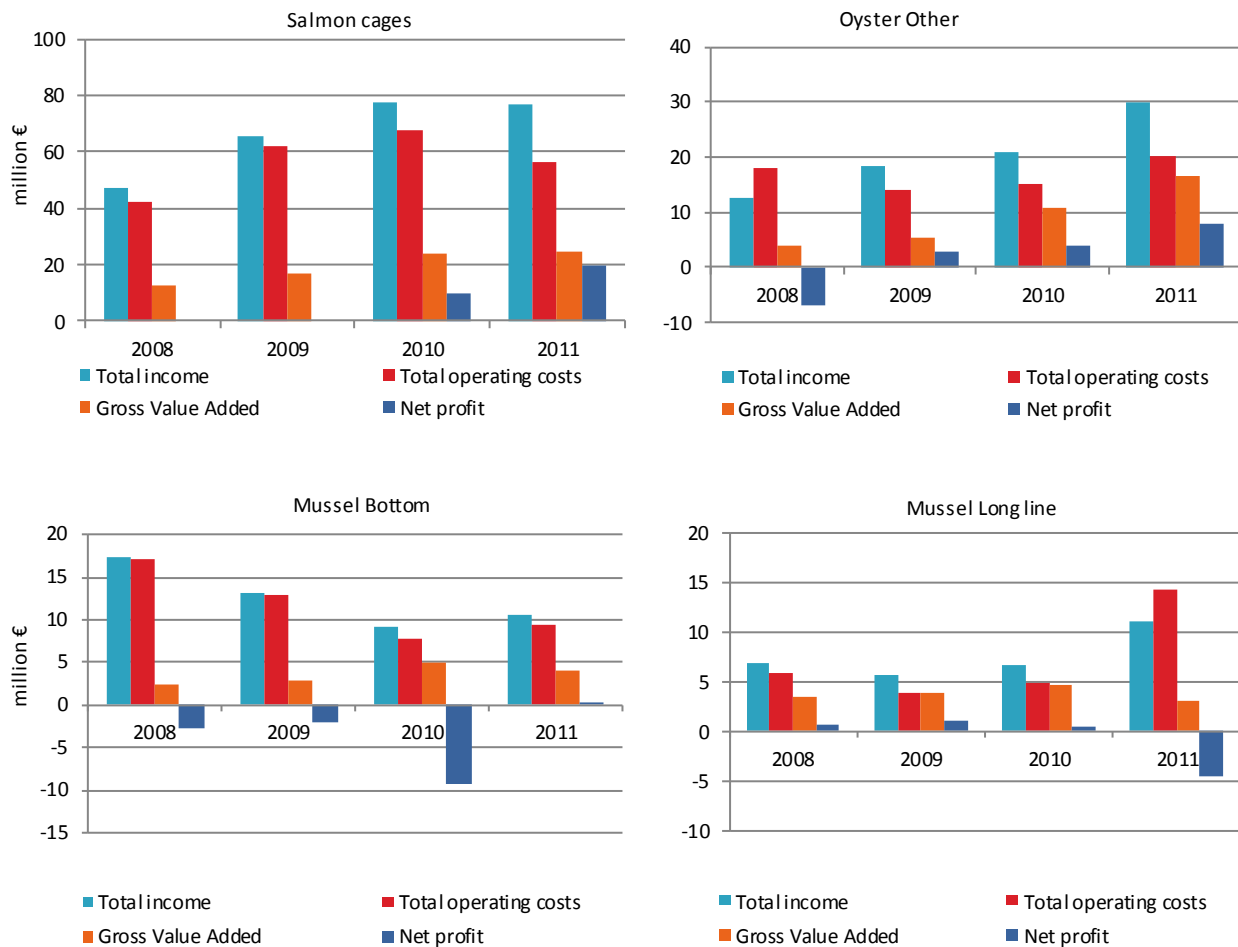 Salmon cages
100
80
60
40
20
0
million €
2008 2009 2010 2011
Total income Total operating costs
Gross Value Added Net profit
Oyster Other
40
30
20
10
0
-10
2008 2009 2010 2011
Total income Total operating costs
Gross Value Added Net profit
Mussel Bottom
20
15
10
5
0
-5
-10
-15
million €
2008 2009 2010 2011
Total income Total operating costs
Gross Value Added Net profit
Mussel Long line
20
15
10
5
0
-5
-10
2008 2009 2010 2011
Total income Total operating costs
Gross Value Added Net profit